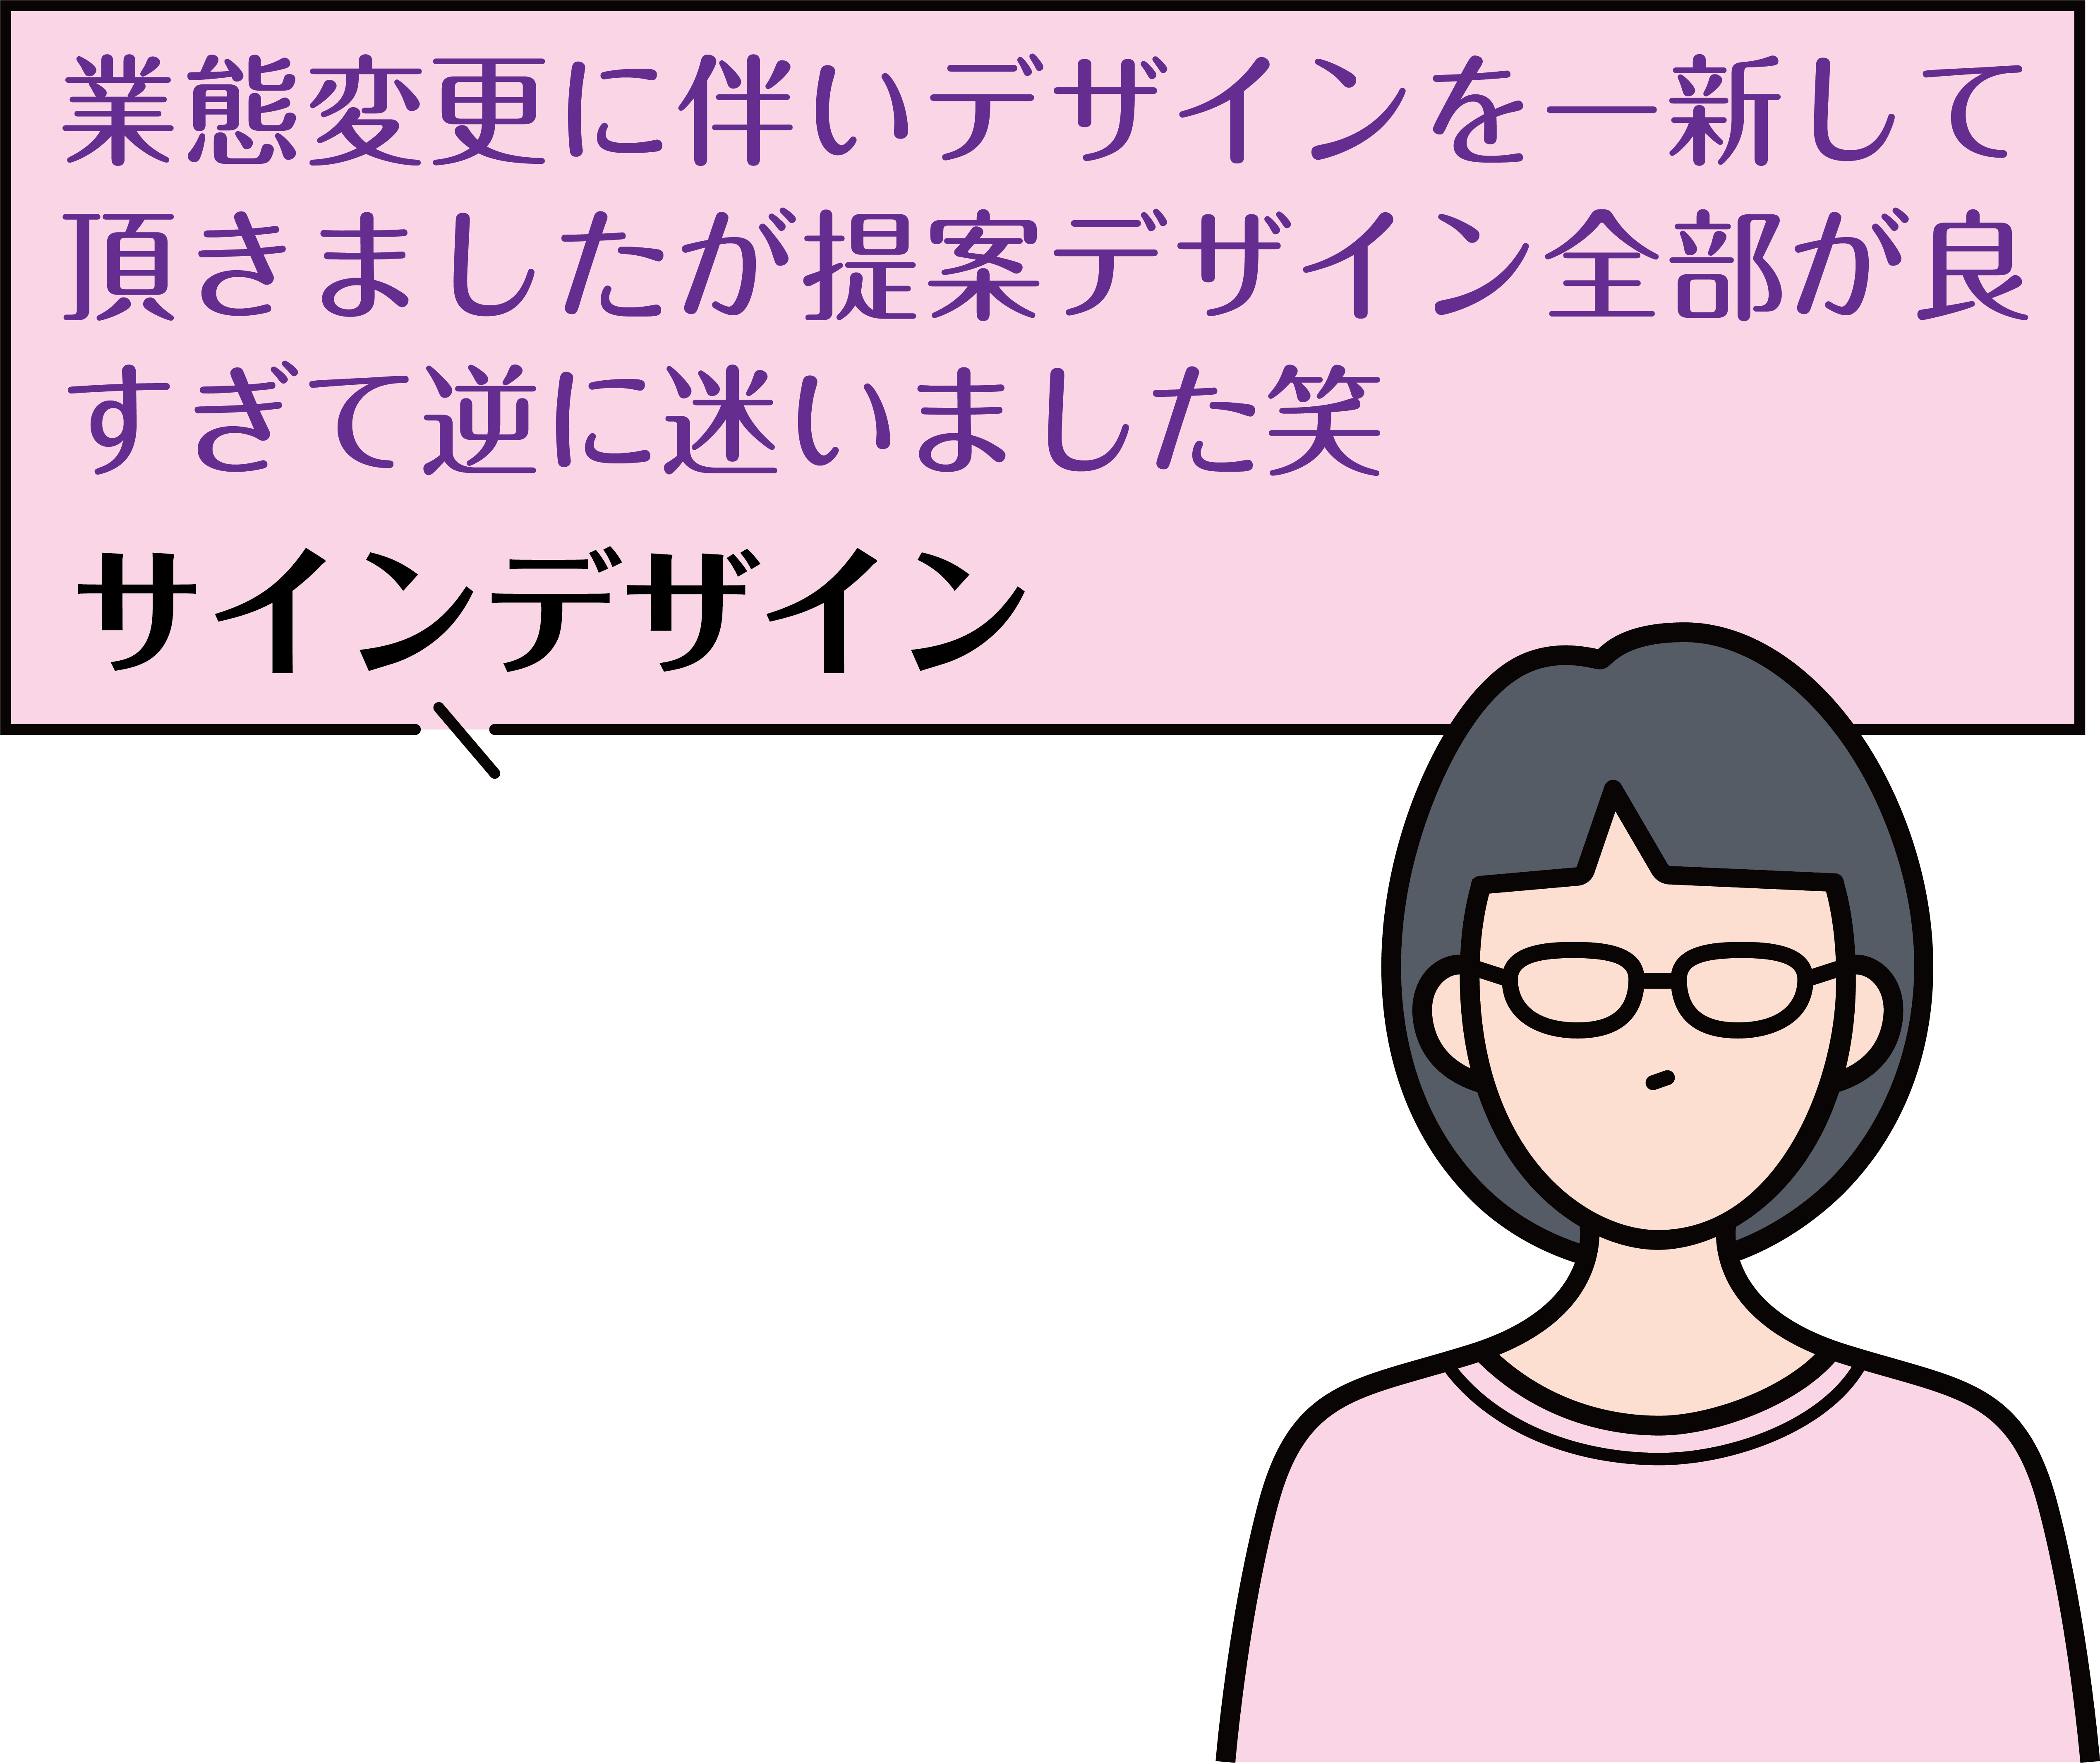 業態変更に伴いデザインを一新して
頂きましたが提案デザイン全部が良
すぎて逆に迷いました笑
サインデザイン